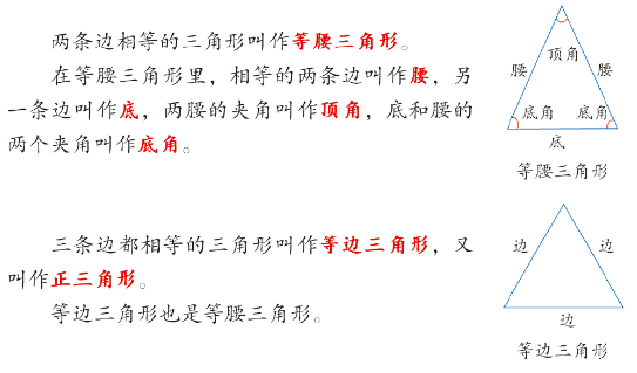 两条边相等的三角形叫作等腰三角形。
在等腰三角形里，相等的两条边叫作腰，另
一条边叫作底，两腰的夹角叫作顶角，底和腰的
两个夹角叫作底角。
顶角
腰
腰
底角
底角
底
等腰三角形
三条边都相等的三角形叫作等边三角形，又
叫作正三角形。
等边三角形也是等腰三角形。
边
边
边
等边三角形